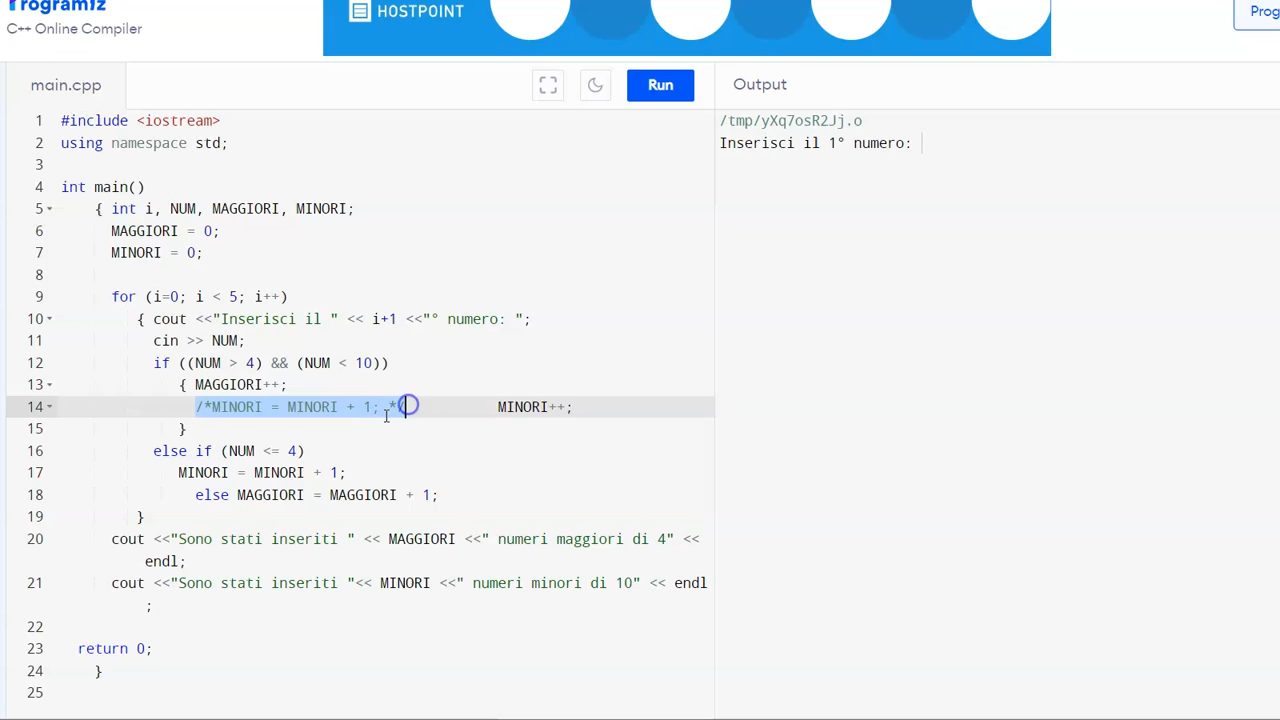 Programiz
C++ Online Compiler
HOSTPOINT
Prog
main.cpp
Run
Output
1 #include <iostream>
2 using namespace std;
3
4 int main()
5 { int i, NUM, MAGGIORI, MINORI;
6 MAGGIORI = 0;
7 MINORI = 0;
8
9 for (i=0; i < 5; i++)
10 { cout <<"Inserisci il " << i+1 <<"° numero: ";
11 cin >> NUM;
12 if ((NUM > 4) && (NUM < 10))
13 { MAGGIORI++;
14 /*MINORI = MINORI + 1; */ MINORI++;
15 }
16 else if (NUM <= 4)
17 MINORI = MINORI + 1;
18 else MAGGIORI = MAGGIORI + 1;
19 }
20 cout <<"Sono stati inseriti " << MAGGIORI <<" numeri maggiori di 4" <<
endl;
21 cout <<"Sono stati inseriti "<< MINORI <<" numeri minori di 10" << endl
;
22
23 return 0;
24 }
25
/tmp/yXq7osR2Jj.o
Inserisci il 1° numero: